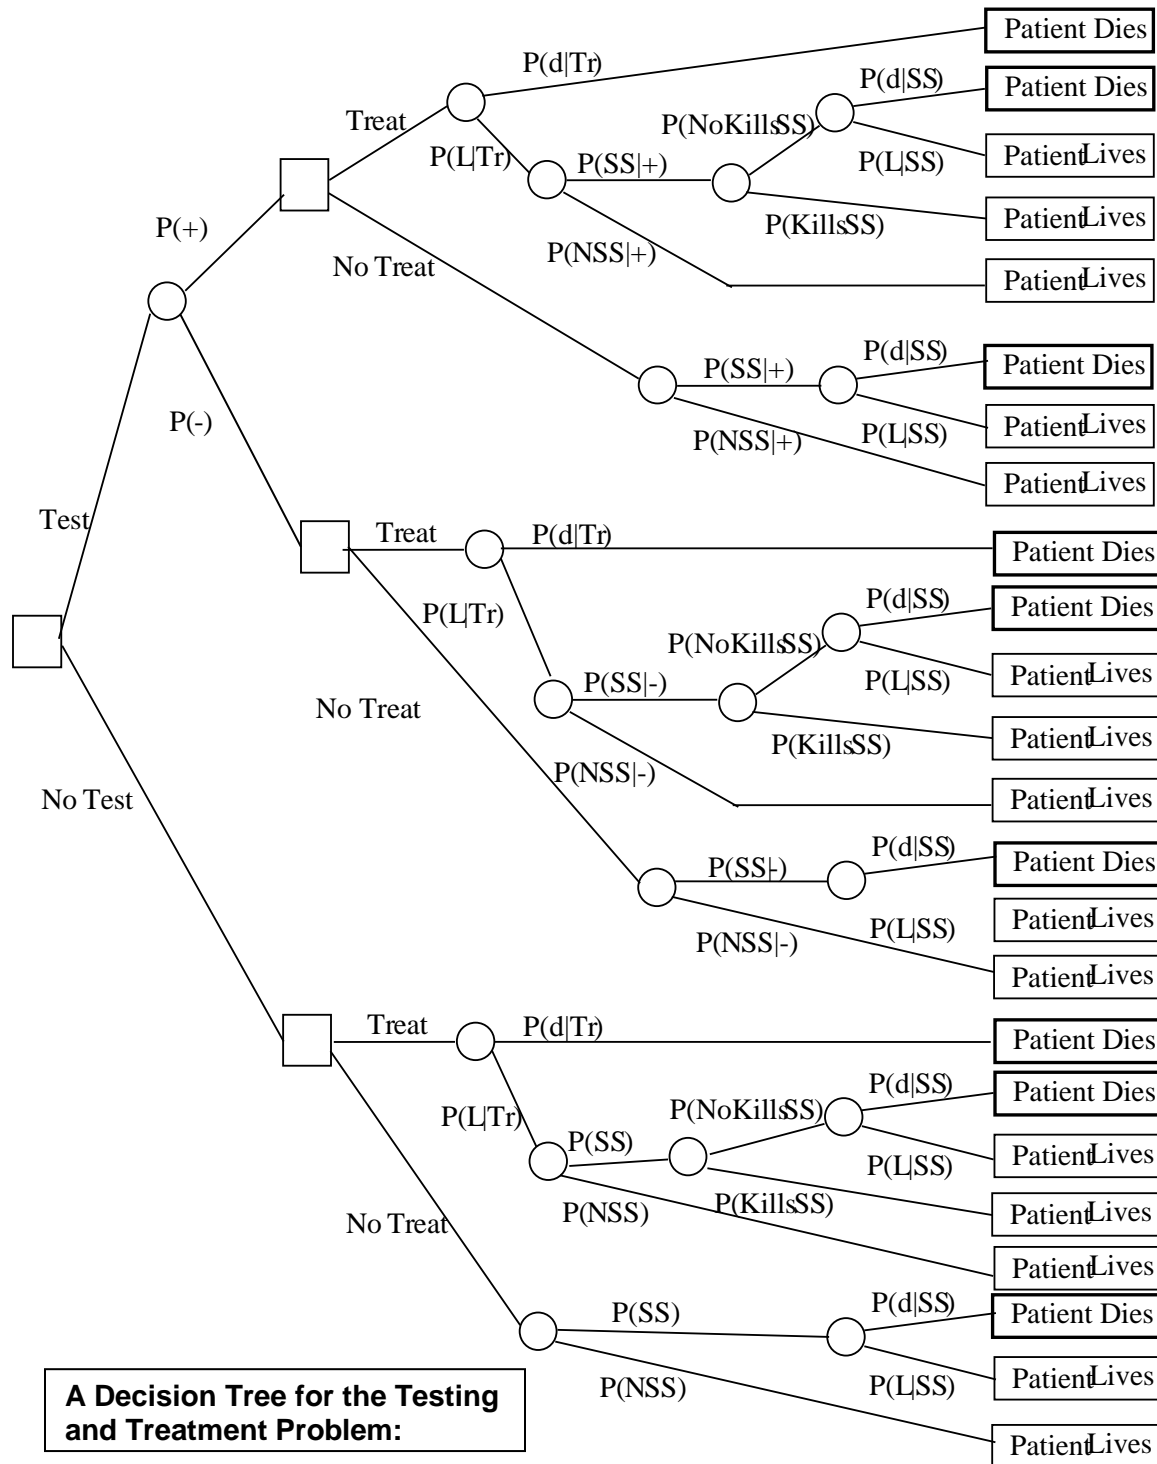 Patient Dies
P(d|Tr)
P(d|SS)
Patient Dies
Treat
P(NoKillsSS)
P(L|Tr)
P(SS|+)
P(L|SS)
Patient Lives
P(KillsSS)
Patient Lives
P(+)
P(NSS|+)
No Treat
Patient Lives
P(SS|+)
P(d|SS)
Patient Dies
P(-)
P(NSS|+)
P(L|SS)
Patient Lives
Patient Lives
Test
Treat
P(d|Tr)
Patient Dies
P(L|Tr)
P(d|SS)
Patient Dies
P(NoKillsSS)
P(SS|-)
P(L|SS)
Patient Lives
No Treat
P(KillsSS)
Patient Lives
P(NSS|-)
No Test
Patient Lives
P(SS|-)
P(d|SS)
Patient Dies
P(NSS|-)
P(L|SS)
Patient Lives
Patient Lives
Treat
P(d|Tr)
Patient Dies
P(L|Tr)
P(NoKillsSS)
P(d|SS)
Patient Dies
P(SS)
P(L|SS)
Patient Lives
P(NSS)
P(KillsSS)
Patient Lives
No Treat
Patient Lives
P(SS)
P(d|SS)
Patient Dies
P(NSS)
P(L|SS)
Patient Lives
Patient Lives
A Decision Tree for the Testing
and Treatment Problem: